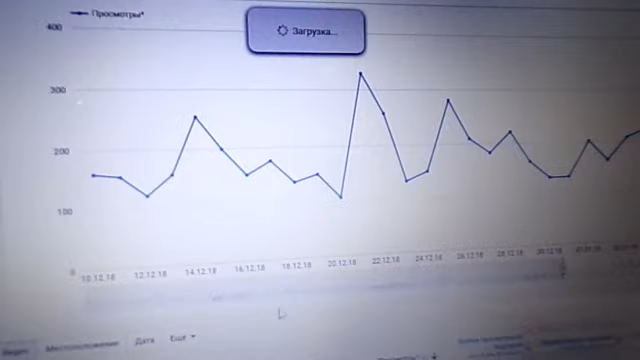 Просмотры*
Загрузка...
400
300
200
100
0
10.12.18 12.12.18 14.12.18 16.12.18 18.12.18 20.12.18 22.12.18 24.12.18 26.12.18 28.12.18 30.12.18
Видео Местоположение Дата Ещё